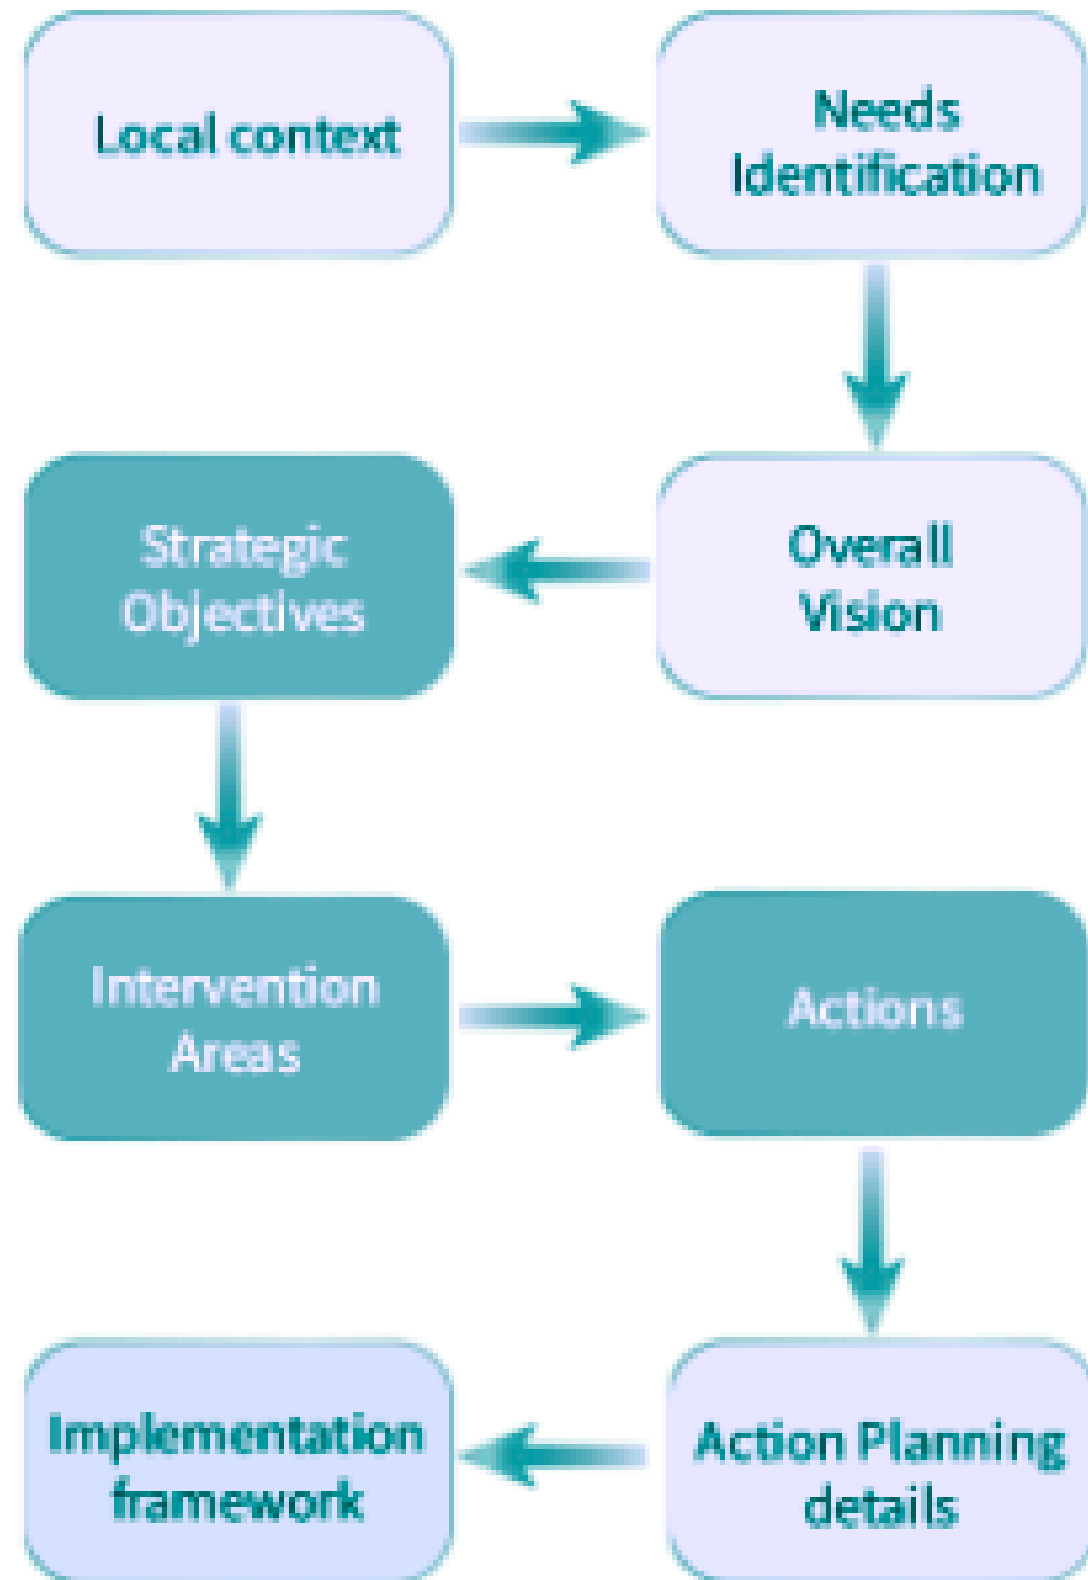 Local context
Needs
Identification
Overall
Vision
Strategic
Objectives
Intervention
Areas
Actions
Action Planning
details
Implementation
framework